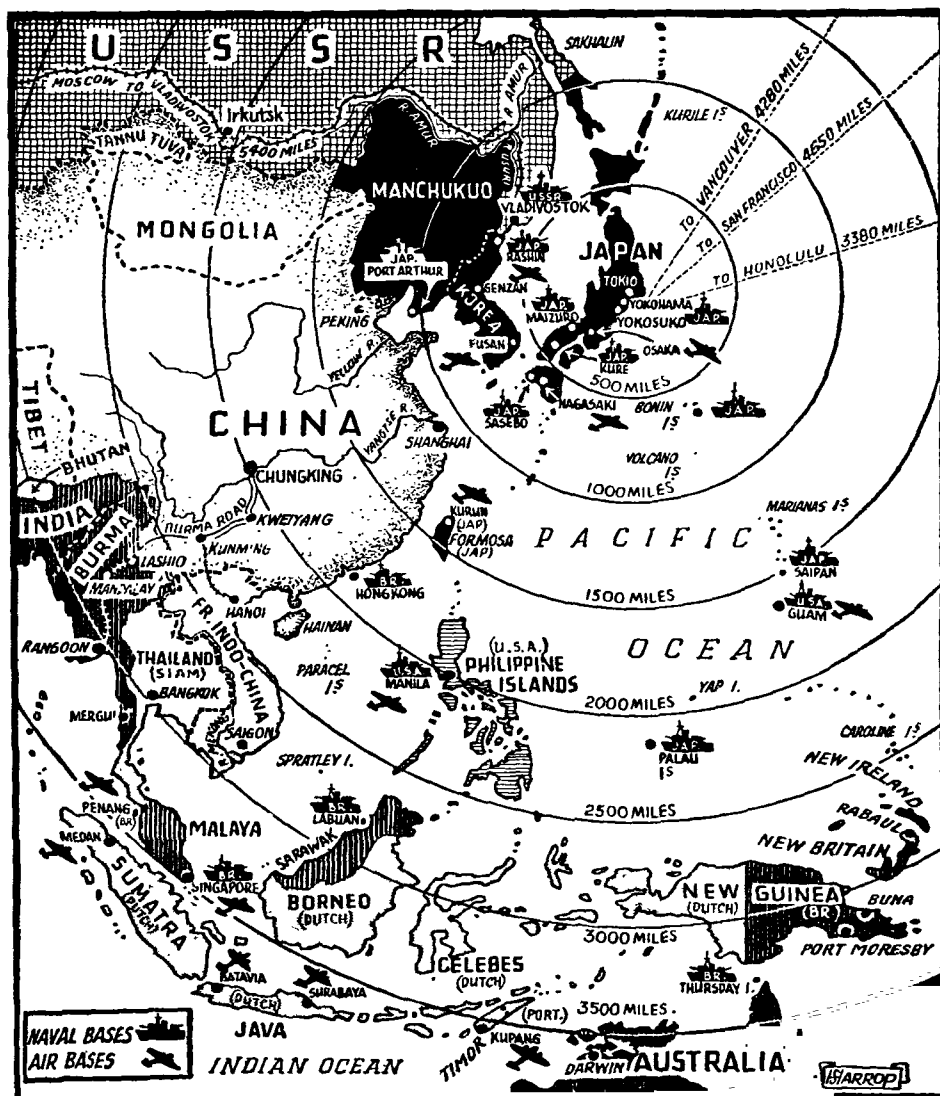 U S S R
SAKHALIN
MOSCOW TO VLADIVOSTOK 5400 MILES
Irkutsk
TANNU TUVA
R. AMUR
R. AMUR
USSURI
KURILE Is
TO VANCOUVER 4280 MILES
TO SAN FRANCISCO 4650 MILES
TO HONOLULU 3380 MILES
MANCHUKUO
MONGOLIA
U.S.S.R.
VLADIVOSTOK
JAP.
RASHIN
JAPAN
JAP.
PORT ARTHUR
GENZAN
KOREA
TOKIO
YOKOHAMA
YOKOSUKO
JAP.
JAP.
MAIZURO
PEKING
FUSAN
YELLOW R.
JAP.
KURE
OSAKA
500 MILES
TIBET
CHINA
JAP.
SASEBO
NAGASAKI
BONIN Is
JAP.
YANGTSE R.
SHANGHAI
VOLCANO Is
BHUTAN
CHUNGKING
1000 MILES
INDIA
BURMA
BURMA ROAD
KWEIYANG
KUNMING
LASHIO
MANDALAY
KURUN
(JAP)
FORMOSA
(JAP)
PACIFIC
MARIANAS Is
JAP.
SAIPAN
1500 MILES
U.S.A.
GUAM
BR.
HONGKONG
HANOI
HAINAN
FR. INDO-CHINA
RANGOON
THAILAND
(SIAM)
BANGKOK
PARACEL
Is
U.S.A.
MANILA
(U.S.A.)
PHILIPPINE
ISLANDS
OCEAN
YAP I.
2000 MILES
MERGUI
R. MEKONG
SAIGON
SPRATLEY I.
JAP.
PALAU
Is
CAROLINE Is
NEW IRELAND
2500 MILES
PENANG
(BR)
MALAYA
BR.
LABUAN
RABAUL
NEW BRITAIN
MEDAN
SUMATRA
(DUTCH)
BR.
SINGAPORE
SARAWAK
BORNEO
(DUTCH)
NEW
(DUTCH)
GUINEA
(BR.)
BUNA
PORT MORESBY
3000 MILES
CELEBES
(DUTCH)
BATAVIA
SURABAYA
(DUTCH)
JAVA
BR.
THURSDAY I.
3500 MILES.
(PORT.)
TIMOR
KUPANG
DARWIN
AUSTRALIA
NAVAL BASES
AIR BASES
INDIAN OCEAN
HARROP